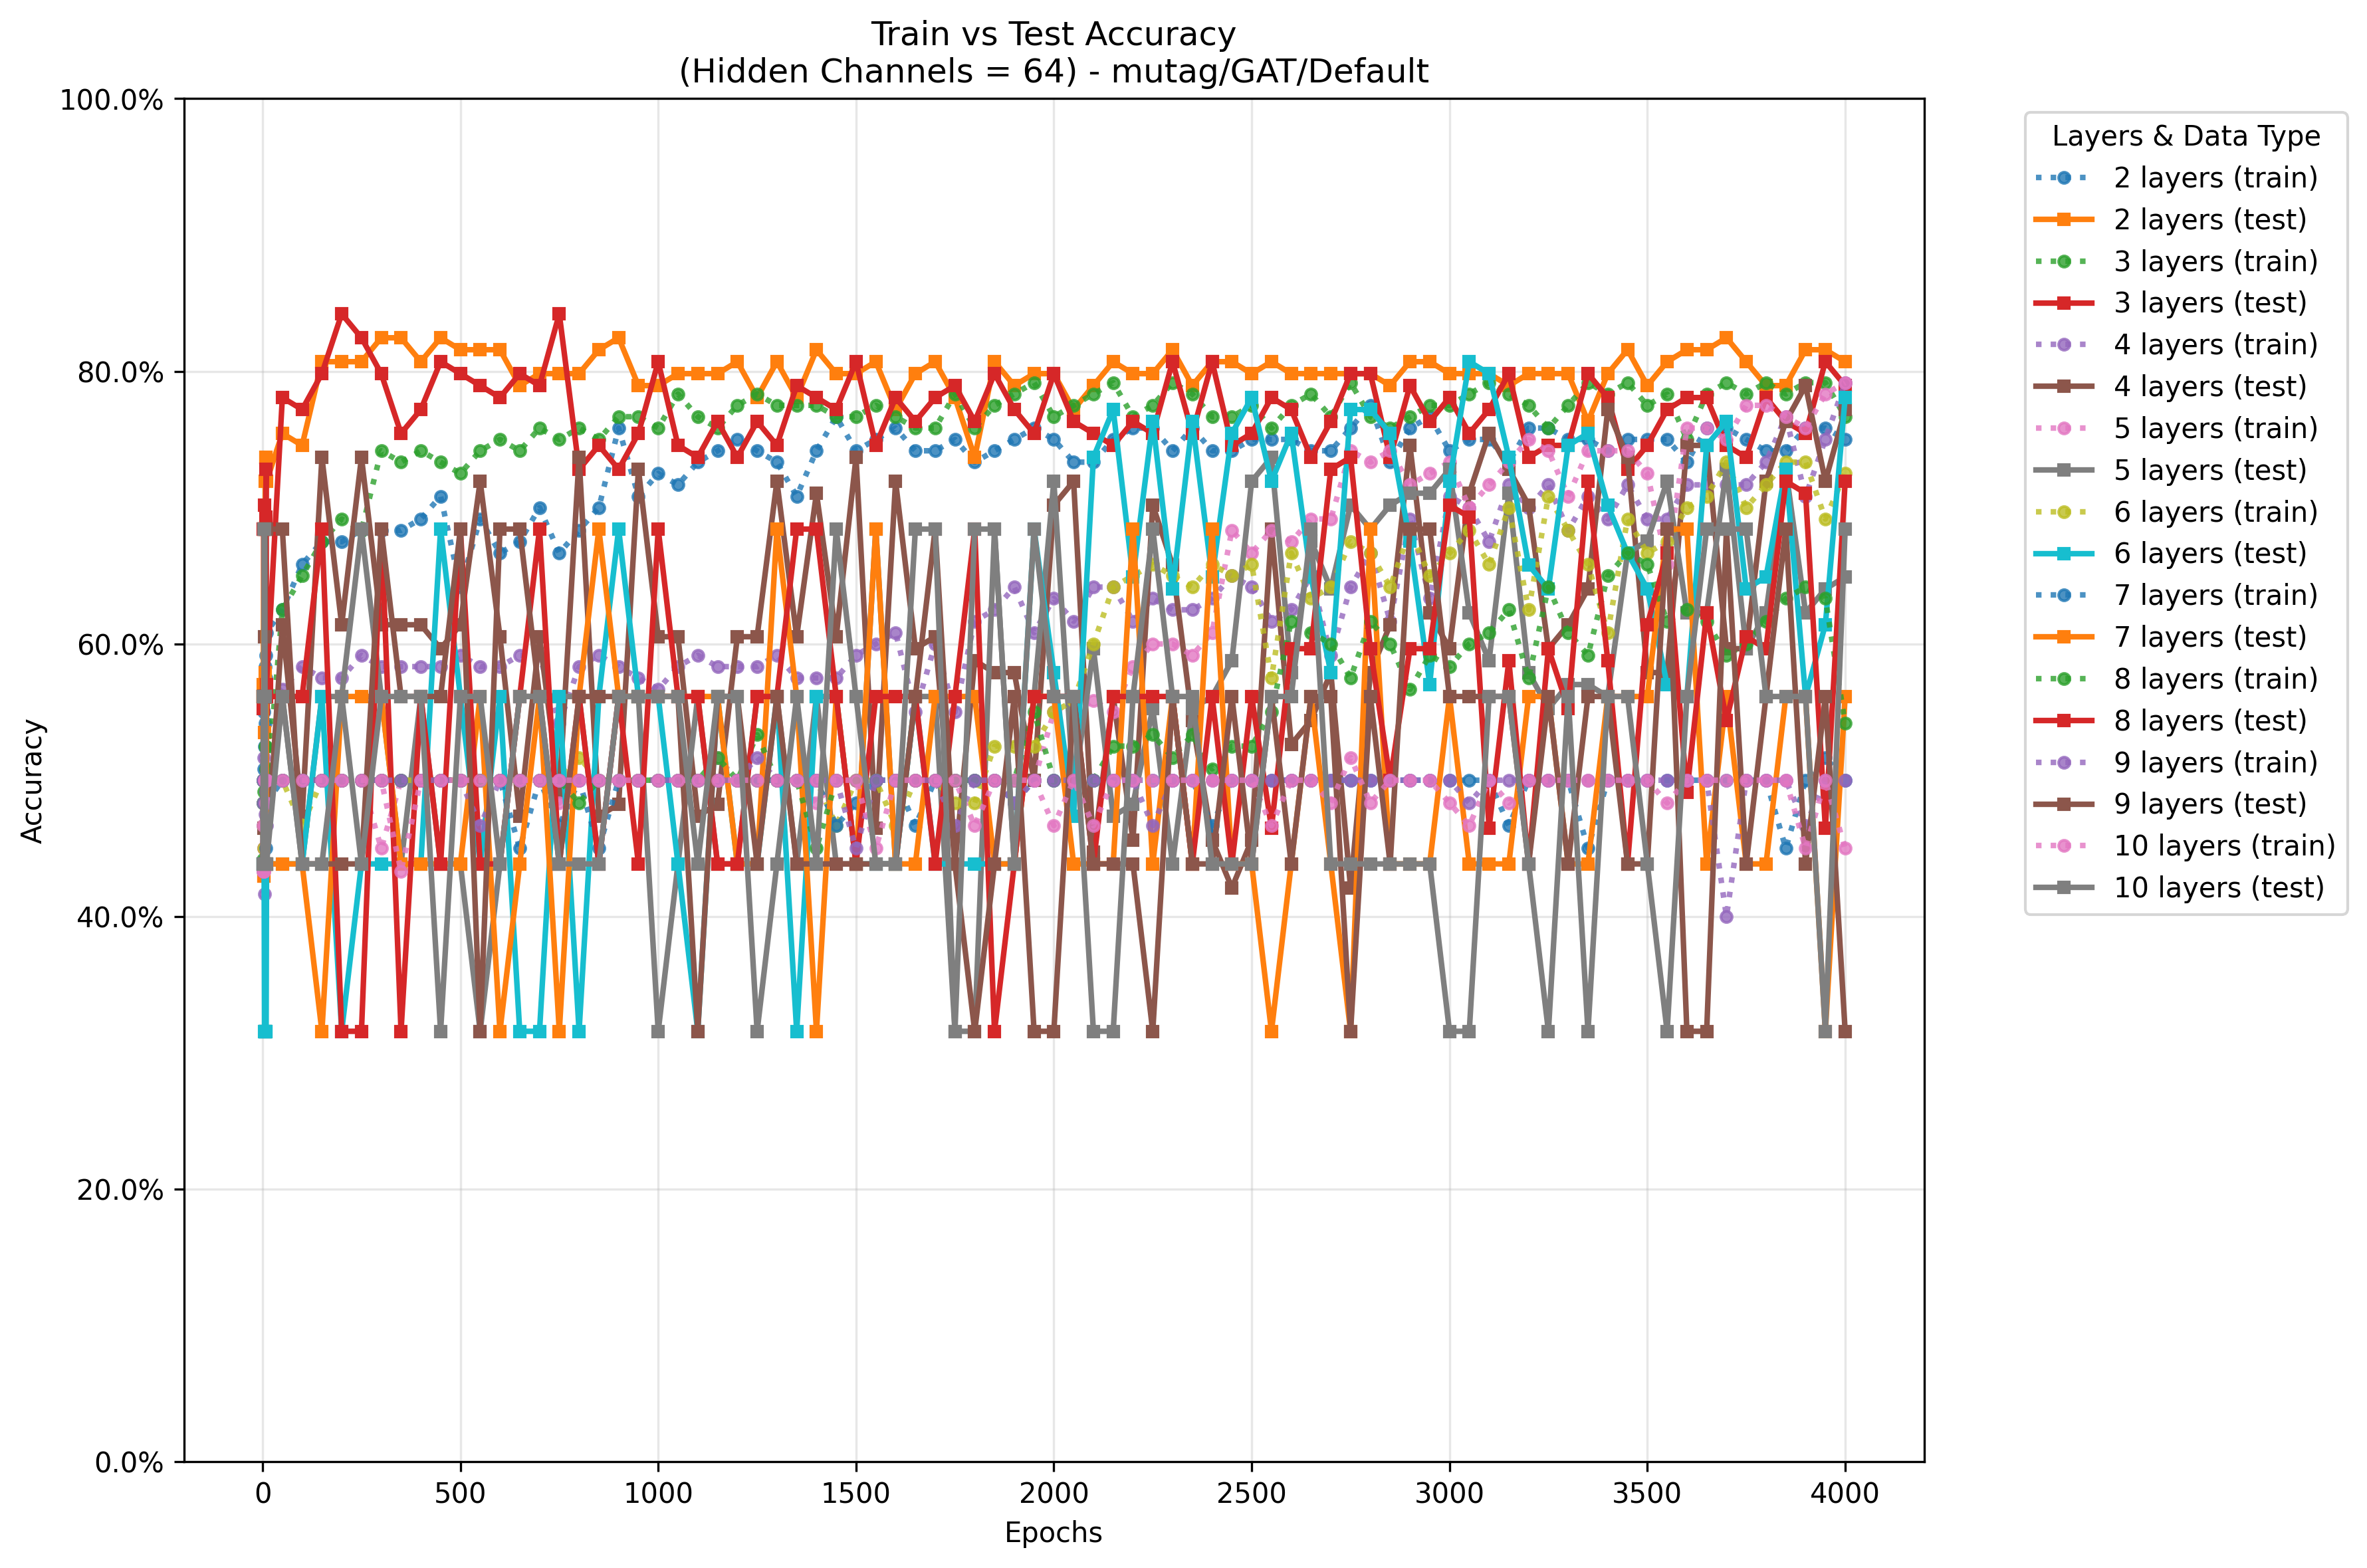 Train vs Test Accuracy
(Hidden Channels = 64) - mutag/GAT/Default
100.0%
80.0%
60.0%
40.0%
20.0%
0.0%
Accuracy
0
500
1000
1500
2000
2500
3000
3500
4000
Epochs
Layers & Data Type
2 layers (train)
2 layers (test)
3 layers (train)
3 layers (test)
4 layers (train)
4 layers (test)
5 layers (train)
5 layers (test)
6 layers (train)
6 layers (test)
7 layers (train)
7 layers (test)
8 layers (train)
8 layers (test)
9 layers (train)
9 layers (test)
10 layers (train)
10 layers (test)